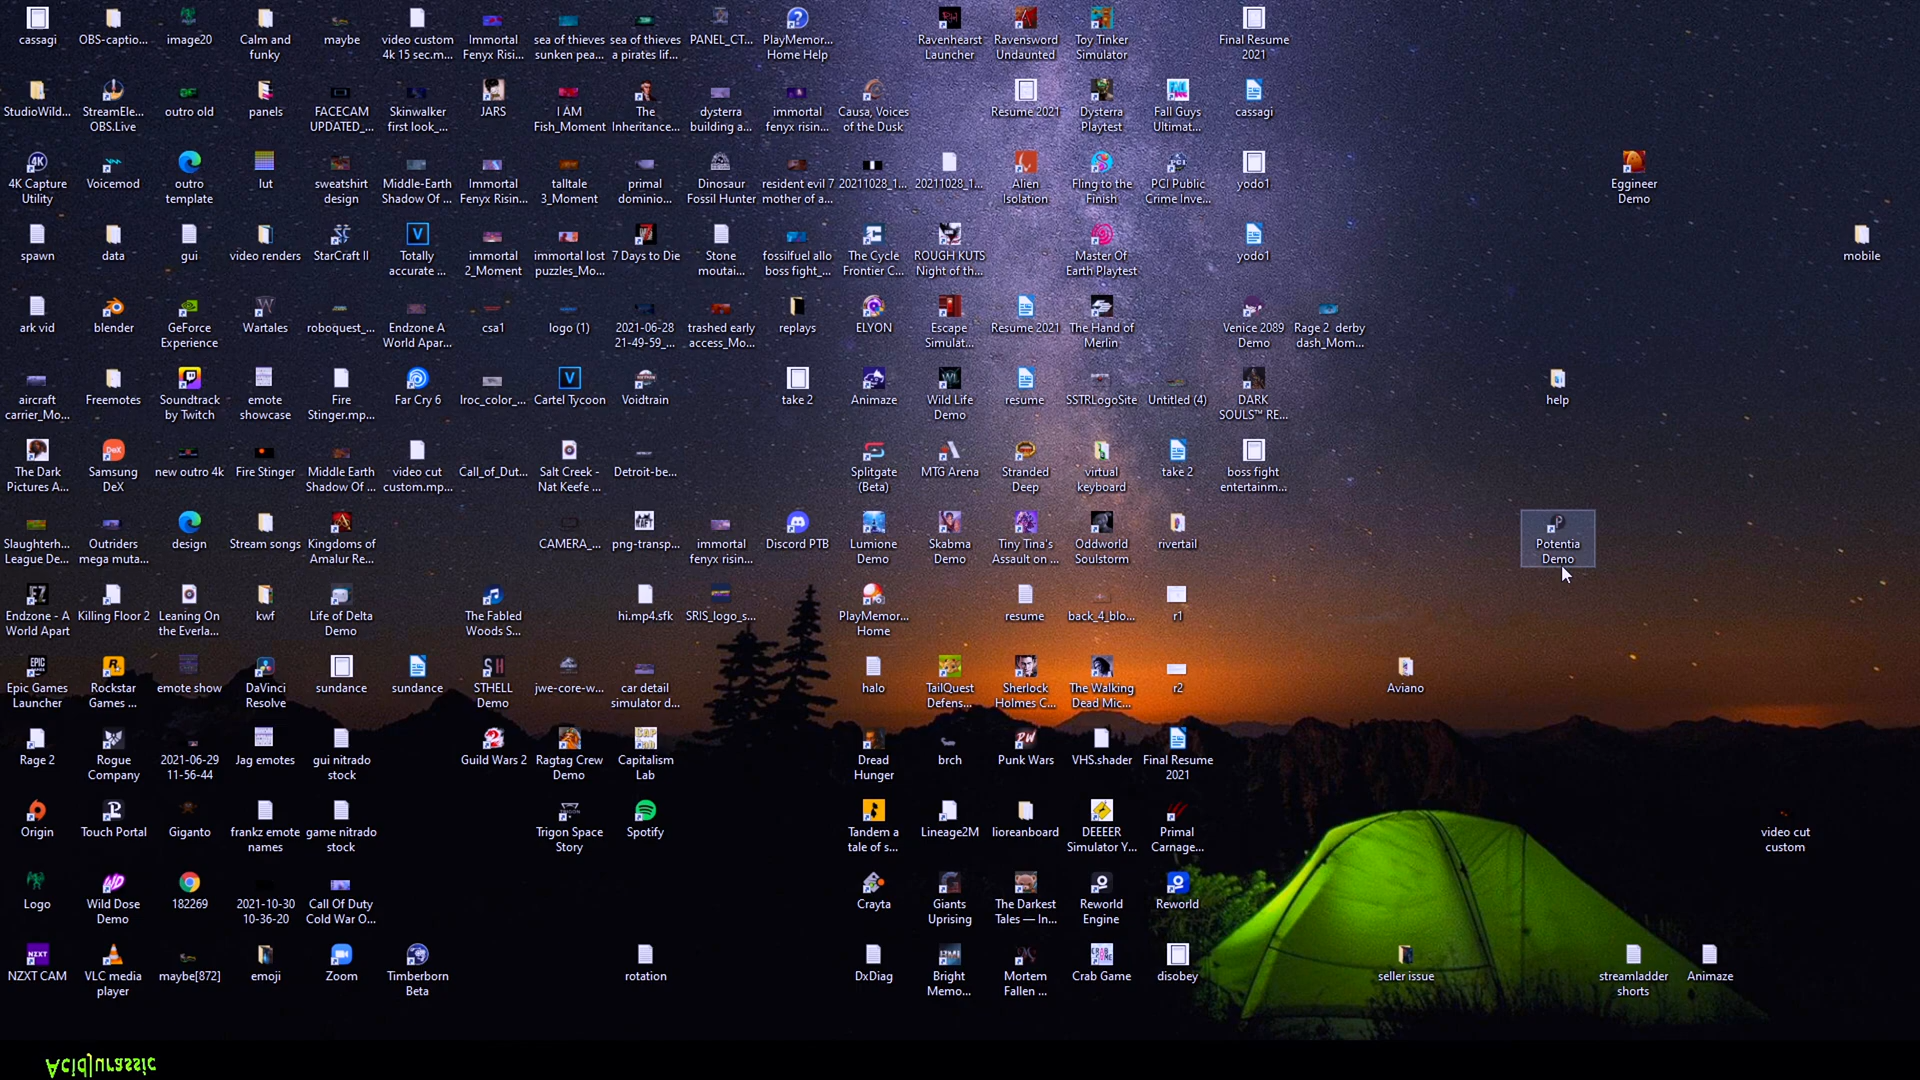 cassagi
OBS-captio...
image20
Calm and
funky
maybe
video custom
4k 15 sec.m...
Immortal
Fenyx Risi...
sea of thieves
sunken pea...
sea of thieves
a pirates lif...
PANEL_CT...
PlayMemor...
Home Help
Ravenhearst
Launcher
Ravensword
Undaunted
Toy Tinker
Simulator
Final Resume
2021
StudioWild...
StreamEle...
OBS.Live
outro old
panels
FACECAM
UPDATED_...
Skinwalker
first look_...
JARS
I AM
Fish_Moment
The
Inheritance...
dysterra
building a...
immortal
fenyx risin...
Causa, Voices
of the Dusk
Resume 2021
Dysterra
Playtest
Fall Guys
Ultimat...
cassagi
4K Capture
Utility
Voicemod
outro
template
lut
sweatshirt
design
Middle-Earth
Shadow Of ...
Immortal
Fenyx Risin...
talltale
3_Moment
primal
dominio...
Dinosaur
Fossil Hunter
resident evil 7
mother of a...
20211028_1...
20211028_1...
Alien
Isolation
Fling to the
Finish
PCI Public
Crime Inve...
yodo1
Eggineer
Demo
spawn
data
gui
video renders
StarCraft II
Totally
accurate ...
immortal
2_Moment
immortal lost
puzzles_Mo...
7 Days to Die
Stone
moutai...
fossilfuel allo
boss fight_...
The Cycle
Frontier C...
ROUGH KUTS
Night of th...
Master Of
Earth Playtest
yodo1
mobile
ark vid
blender
GeForce
Experience
Wartales
roboquest_...
Endzone A
World Apar...
csa1
logo (1)
2021-06-28
21-49-59_...
trashed early
access_Mo...
replays
ELYON
Escape
Simulat...
Resume 2021
The Hand of
Merlin
Venice 2089
Demo
Rage 2 derby
dash_Mom...
aircraft
carrier_Mo...
Freemotes
Soundtrack
by Twitch
emote
showcase
Fire
Stinger.mp...
Far Cry 6
lroc_color_...
Cartel Tycoon
Voidtrain
take 2
Animaze
Wild Life
Demo
resume
SSTRLogoSite
Untitled (4)
DARK
SOULS™ RE...
help
The Dark
Pictures A...
Samsung
DeX
new outro 4k
Fire Stinger
Middle Earth
Shadow Of ...
video cut
custom.mp...
Call_of_Dut...
Salt Creek -
Nat Keefe ...
Detroit-be...
Splitgate
(Beta)
MTG Arena
Stranded
Deep
virtual
keyboard
take 2
boss fight
entertainm...
Slaughterh...
League De...
Outriders
mega muta...
design
Stream songs
Kingdoms of
Amalur Re...
CAMERA_...
png-transp...
immortal
fenyx risin...
Discord PTB
Lumione
Demo
Skabma
Demo
Tiny Tina's
Assault on ...
Oddworld
Soulstorm
rivertail
Potentia
Demo
Endzone - A
World Apart
Killing Floor 2
Leaning On
the Everla...
kwf
Life of Delta
Demo
The Fabled
Woods S...
hi.mp4.sfk
SRIS_logo_s...
PlayMemor...
Home
resume
back_4_blo...
r1
Epic Games
Launcher
Rockstar
Games ...
emote show
DaVinci
Resolve
sundance
sundance
STHELL
Demo
jwe-core-w...
car detail
simulator d...
halo
TailQuest
Defens...
Sherlock
Holmes C...
The Walking
Dead Mic...
r2
Aviano
Rage 2
Rogue
Company
2021-06-29
11-56-44
Jag emotes
gui nitrado
stock
Guild Wars 2
Ragtag Crew
Demo
Capitalism
Lab
Dread
Hunger
brch
Punk Wars
VHS.shader
Final Resume
2021
Origin
Touch Portal
Giganto
frankz emote
names
game nitrado
stock
Trigon Space
Story
Spotify
Tandem a
tale of s...
Lineage2M
lioreanboard
DEEEER
Simulator Y...
Primal
Carnage...
video cut
custom
Logo
Wild Dose
Demo
182269
2021-10-30
10-36-20
Call Of Duty
Cold War O...
Crayta
Giants
Uprising
The Darkest
Tales — In...
Reworld
Engine
Reworld
NZXT CAM
VLC media
player
maybe[872]
emoji
Zoom
Timberborn
Beta
rotation
DxDiag
Bright
Memo...
Mortem
Fallen ...
Crab Game
disobey
seller issue
streamladder
shorts
Animaze
AcidJurassic